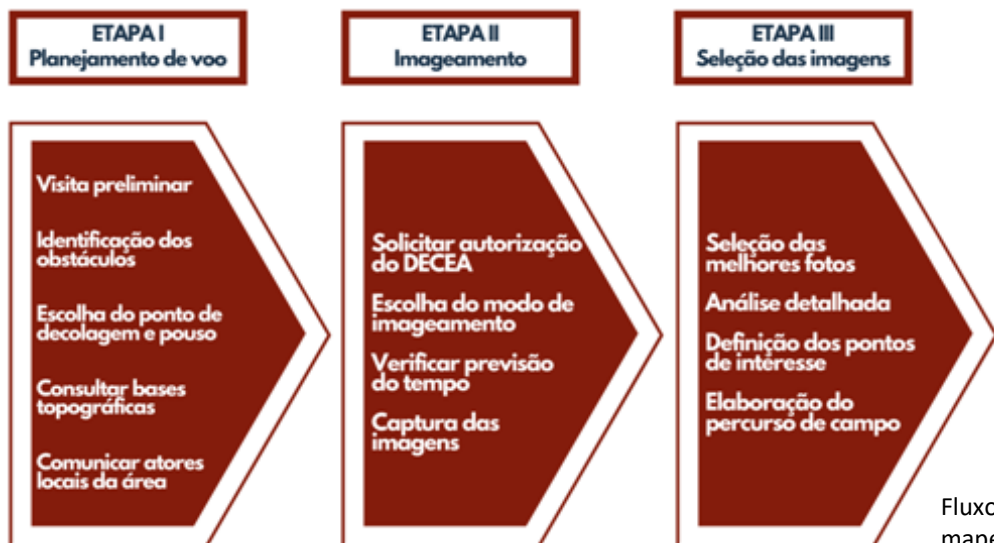 ETAPA I
Planejamento de voo
Visita preliminar
Identificação dos
obstáculos
Escolha do ponto de
decolagem e pouso
Consultar bases
topográficas
Comunicar atores
locais da área
ETAPA II
Imageamento
Solicitar autorização
do DECEA
Escolha do modo de
imageamento
Verificar previsão
do tempo
Captura das
imagens
ETAPA III
Seleção das imagens
Seleção das
melhores fotos
Análise detalhada
Definição dos pontos
de interesse
Elaboração do
percurso de campo